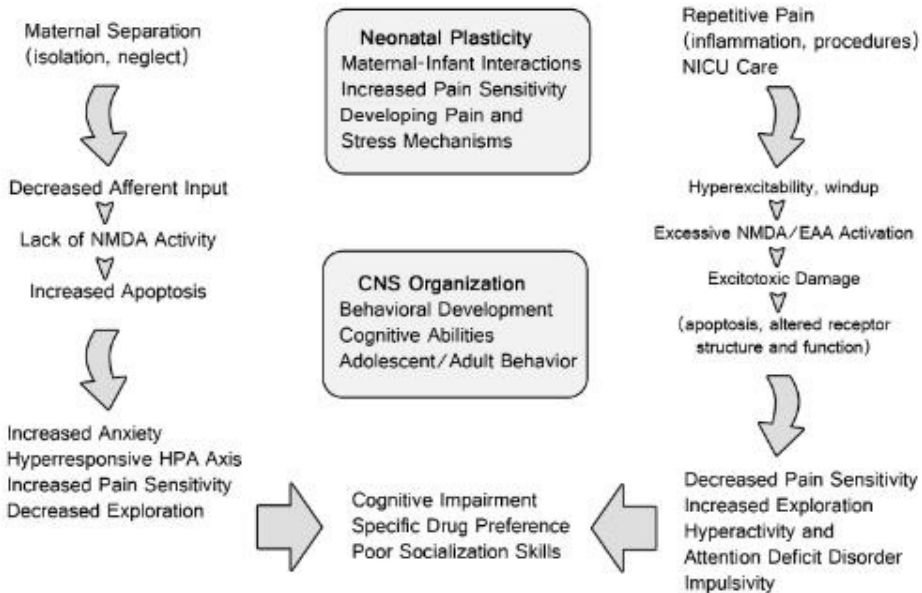 Maternal Separation
(isolation, neglect)
Decreased Afferent Input
Lack of NMDA Activity
Increased Apoptosis
Increased Anxiety
Hyperresponsive HPA Axis
Increased Pain Sensitivity
Decreased Exploration
Neonatal Plasticity
Maternal-Infant Interactions
Increased Pain Sensitivity
Developing Pain and
Stress Mechanisms
CNS Organization
Behavioral Development
Cognitive Abilities
Adolescent/Adult Behavior
Cognitive Impairment
Specific Drug Preference
Poor Socialization Skills
Repetitive Pain
(inflammation, procedures)
NICU Care
Hyperexcitability, windup
Excessive NMDA/EAA Activation
Excitotoxic Damage
(apoptosis, altered receptor
structure and function)
Decreased Pain Sensitivity
Increased Exploration
Hyperactivity and
Attention Deficit Disorder
Impulsivity